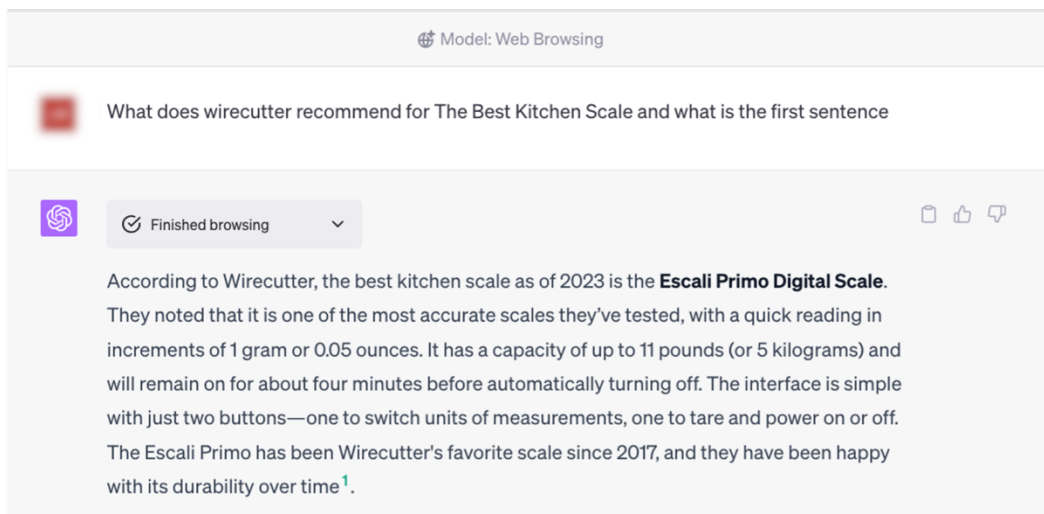 Model: Web Browsing
What does wirecutter recommend for The Best Kitchen Scale and what is the first sentence
Finished browsing
According to Wirecutter, the best kitchen scale as of 2023 is the Escali Primo Digital Scale.
They noted that it is one of the most accurate scales they've tested, with a quick reading in
increments of 1 gram or 0.05 ounces. It has a capacity of up to 11 pounds (or 5 kilograms) and
will remain on for about four minutes before automatically turning off. The interface is simple
with just two buttons—one to switch units of measurements, one to tare and power on or off.
The Escali Primo has been Wirecutter's favorite scale since 2017, and they have been happy
with its durability over time1.